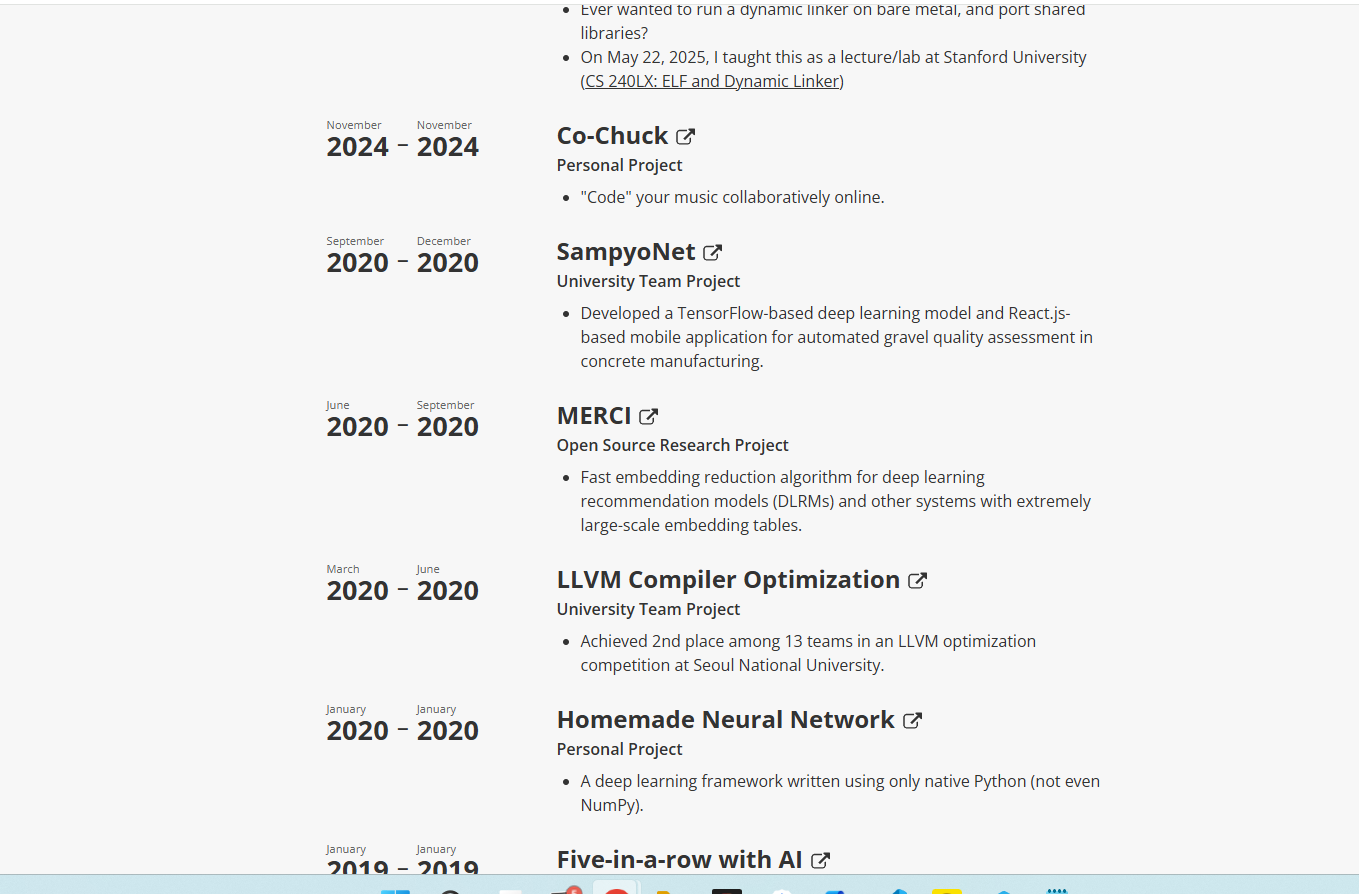 Ever wanted to run a dynamic linker on bare metal, and port shared
libraries?
On May 22, 2025, I taught this as a lecture/lab at Stanford University
(CS 240LX: ELF and Dynamic Linker)
November November
2024 – 2024
Co-Chuck
Personal Project
"Code" your music collaboratively online.
September December
2020 – 2020
SampyoNet
University Team Project
Developed a TensorFlow-based deep learning model and React.js-
based mobile application for automated gravel quality assessment in
concrete manufacturing.
June September
2020 – 2020
MERCI
Open Source Research Project
Fast embedding reduction algorithm for deep learning
recommendation models (DLRMs) and other systems with extremely
large-scale embedding tables.
March June
2020 – 2020
LLVM Compiler Optimization
University Team Project
Achieved 2nd place among 13 teams in an LLVM optimization
competition at Seoul National University.
January January
2020 – 2020
Homemade Neural Network
Personal Project
A deep learning framework written using only native Python (not even
NumPy).
January January
2019 – 2019
Five-in-a-row with AI